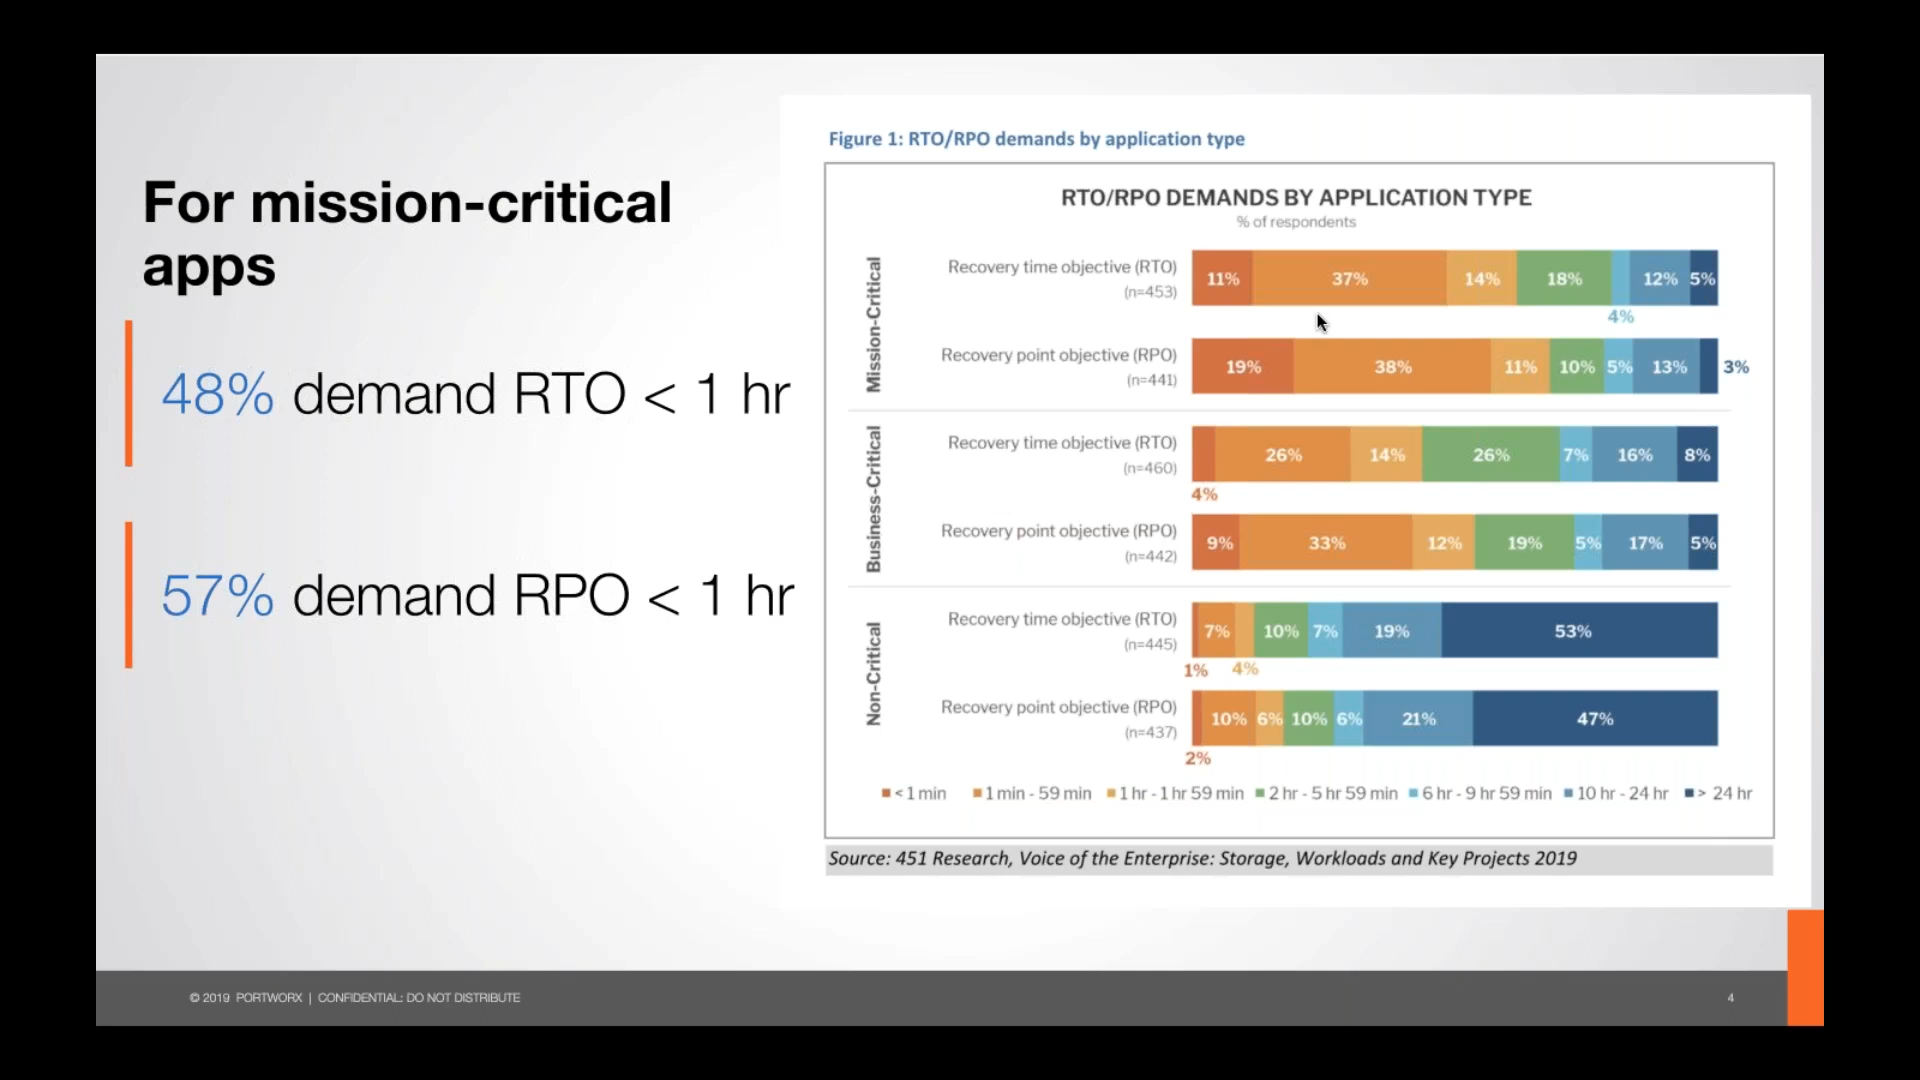 For mission-critical
apps
48% demand RTO < 1 hr
57% demand RPO < 1 hr
Figure 1: RTO/RPO demands by application type
RTO/RPO DEMANDS BY APPLICATION TYPE
% of respondents
Mission-Critical
Recovery time objective (RTO)
(n=453)
11% 37% 14% 18% 12% 5%
4%
Recovery point objective (RPO)
(n=441)
19% 38% 11% 10% 5% 13% 3%
Business-Critical
Recovery time objective (RTO)
(n=460)
26% 14% 26% 7% 16% 8%
4%
Recovery point objective (RPO)
(n=442)
9% 33% 12% 19% 5% 17% 5%
Non-Critical
Recovery time objective (RTO)
(n=445)
7% 10% 7% 19% 53%
1% 4%
Recovery point objective (RPO)
(n=437)
10% 6% 10% 6% 21% 47%
2%
< 1 min 1 min - 59 min 1 hr - 1 hr 59 min 2 hr - 5 hr 59 min 6 hr - 9 hr 59 min 10 hr - 24 hr > 24 hr
Source: 451 Research, Voice of the Enterprise: Storage, Workloads and Key Projects 2019
© 2019 PORTWORX | CONFIDENTIAL: DO NOT DISTRIBUTE
4